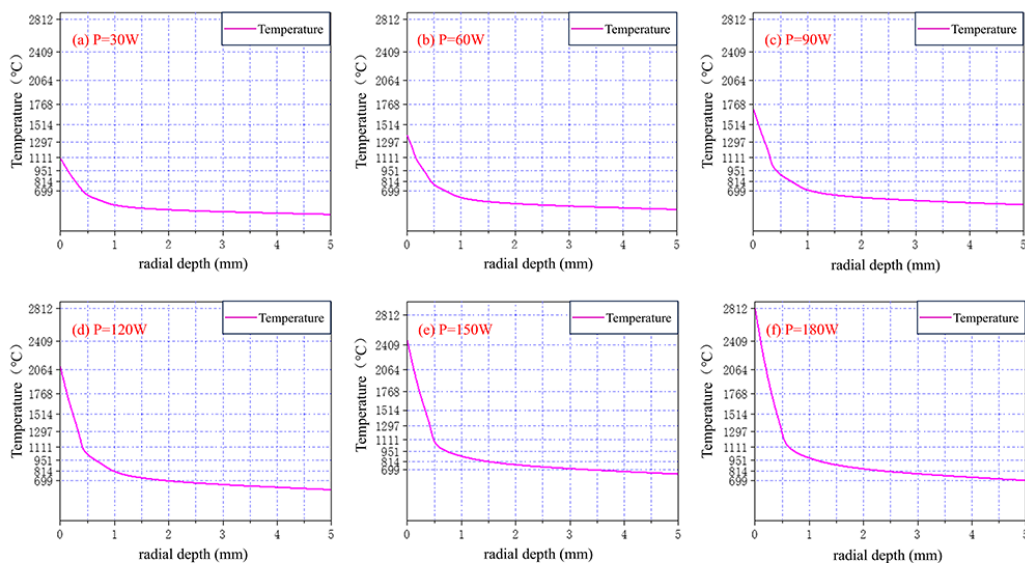 2812
2409
2064
1768
1514
1297
1111
951
814
699
Temperature（℃）
(a) P=30W
Temperature
0 1 2 3 4 5
radial depth (mm)
2812
2409
2064
1768
1514
1297
1111
951
814
699
Temperature（℃）
(b) P=60W
Temperature
0 1 2 3 4 5
radial depth (mm)
2812
2409
2064
1768
1514
1297
1111
951
814
699
Temperature（℃）
(c) P=90W
Temperature
0 1 2 3 4 5
radial depth (mm)
2812
2409
2064
1768
1514
1297
1111
951
814
699
Temperature（℃）
(d) P=120W
Temperature
0 1 2 3 4 5
radial depth (mm)
2812
2409
2064
1768
1514
1297
1111
951
814
699
Temperature（℃）
(e) P=150W
Temperature
0 1 2 3 4 5
radial depth (mm)
2812
2409
2064
1768
1514
1297
1111
951
814
699
Temperature（℃）
(f) P=180W
Temperature
0 1 2 3 4 5
radial depth (mm)